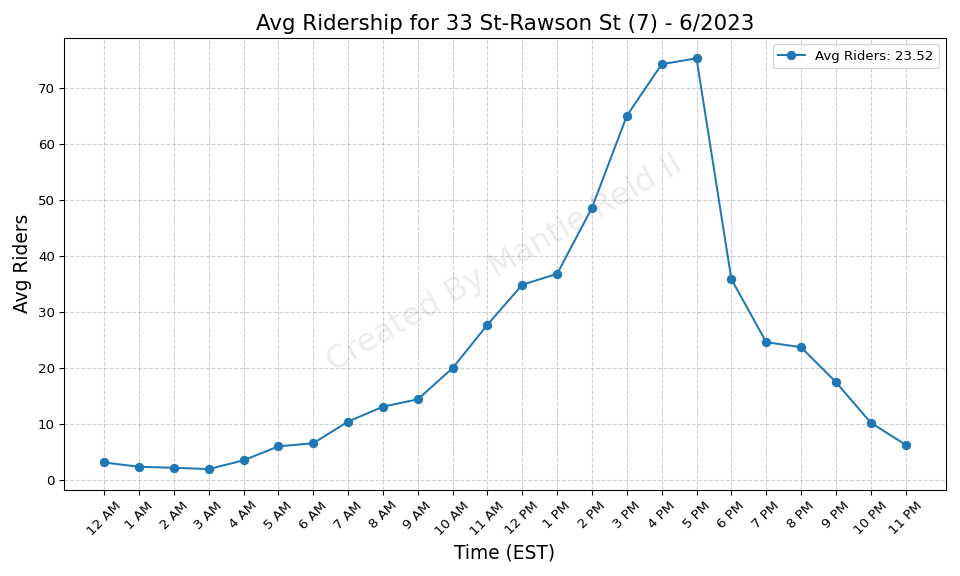 Avg Ridership for 33 St-Rawson St (7) - 6/2023
Avg Riders: 23.52
Avg Riders
70
60
50
40
30
20
10
0
Created By Mantie Reid II
12 AM
1 AM
2 AM
3 AM
4 AM
5 AM
6 AM
7 AM
8 AM
9 AM
10 AM
11 AM
12 PM
1 PM
2 PM
3 PM
4 PM
5 PM
6 PM
7 PM
8 PM
9 PM
10 PM
11 PM
Time (EST)